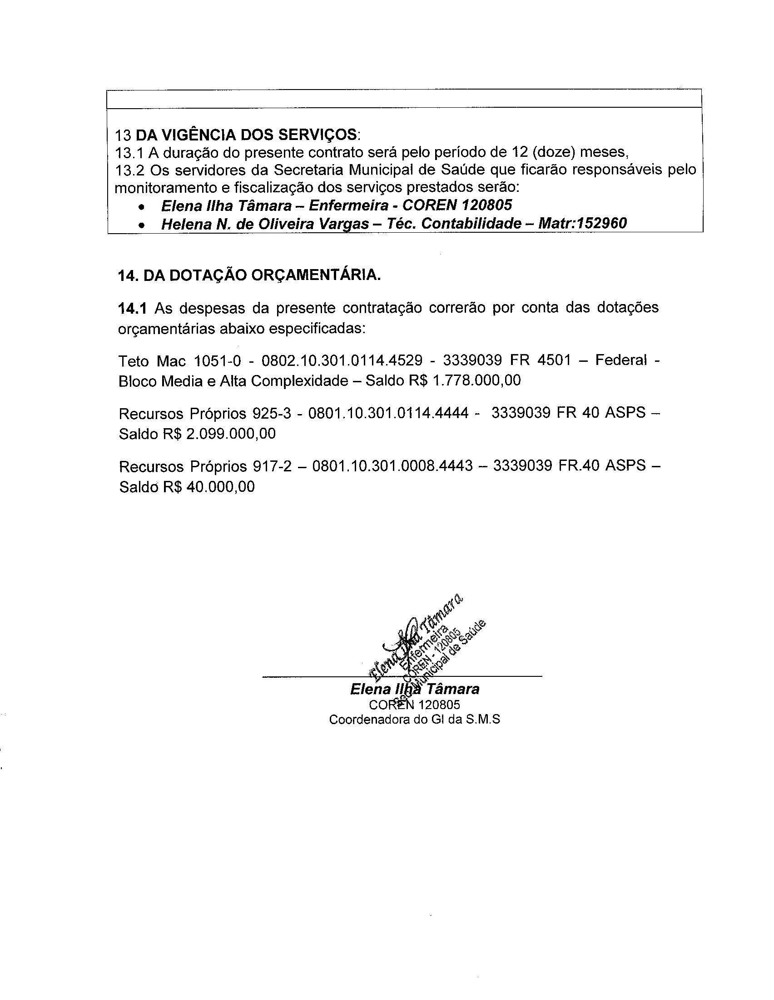 13 DA VIGÊNCIA DOS SERVIÇOS:
13.1 A duração do presente contrato será pelo período de 12 (doze) meses,
13.2 Os servidores da Secretaria Municipal de Saúde que ficarão responsáveis pelo
monitoramento e fiscalização dos serviços prestados serão:
• Elena Ilha Tâmara – Enfermeira - COREN 120805
• Helena N. de Oliveira Vargas – Téc. Contabilidade – Matr:152960
14. DA DOTAÇÃO ORÇAMENTÁRIA.
14.1 As despesas da presente contratação correrão por conta das dotações
orçamentárias abaixo especificadas:
Teto Mac 1051-0 - 0802.10.301.0114.4529 - 3339039 FR 4501 – Federal -
Bloco Media e Alta Complexidade – Saldo R$ 1.778.000,00
Recursos Próprios 925-3 - 0801.10.301.0114.4444 - 3339039 FR 40 ASPS –
Saldo R$ 2.099.000,00
Recursos Próprios 917-2 – 0801.10.301.0008.4443 – 3339039 FR.40 ASPS –
Saldo R$ 40.000,00
Elena Ilha Tâmara
Enfermeira
COREN - 120805
Sec. Municipal de Saúde
Elena Ilha Tâmara
COREN 120805
Coordenadora do GI da S.M.S